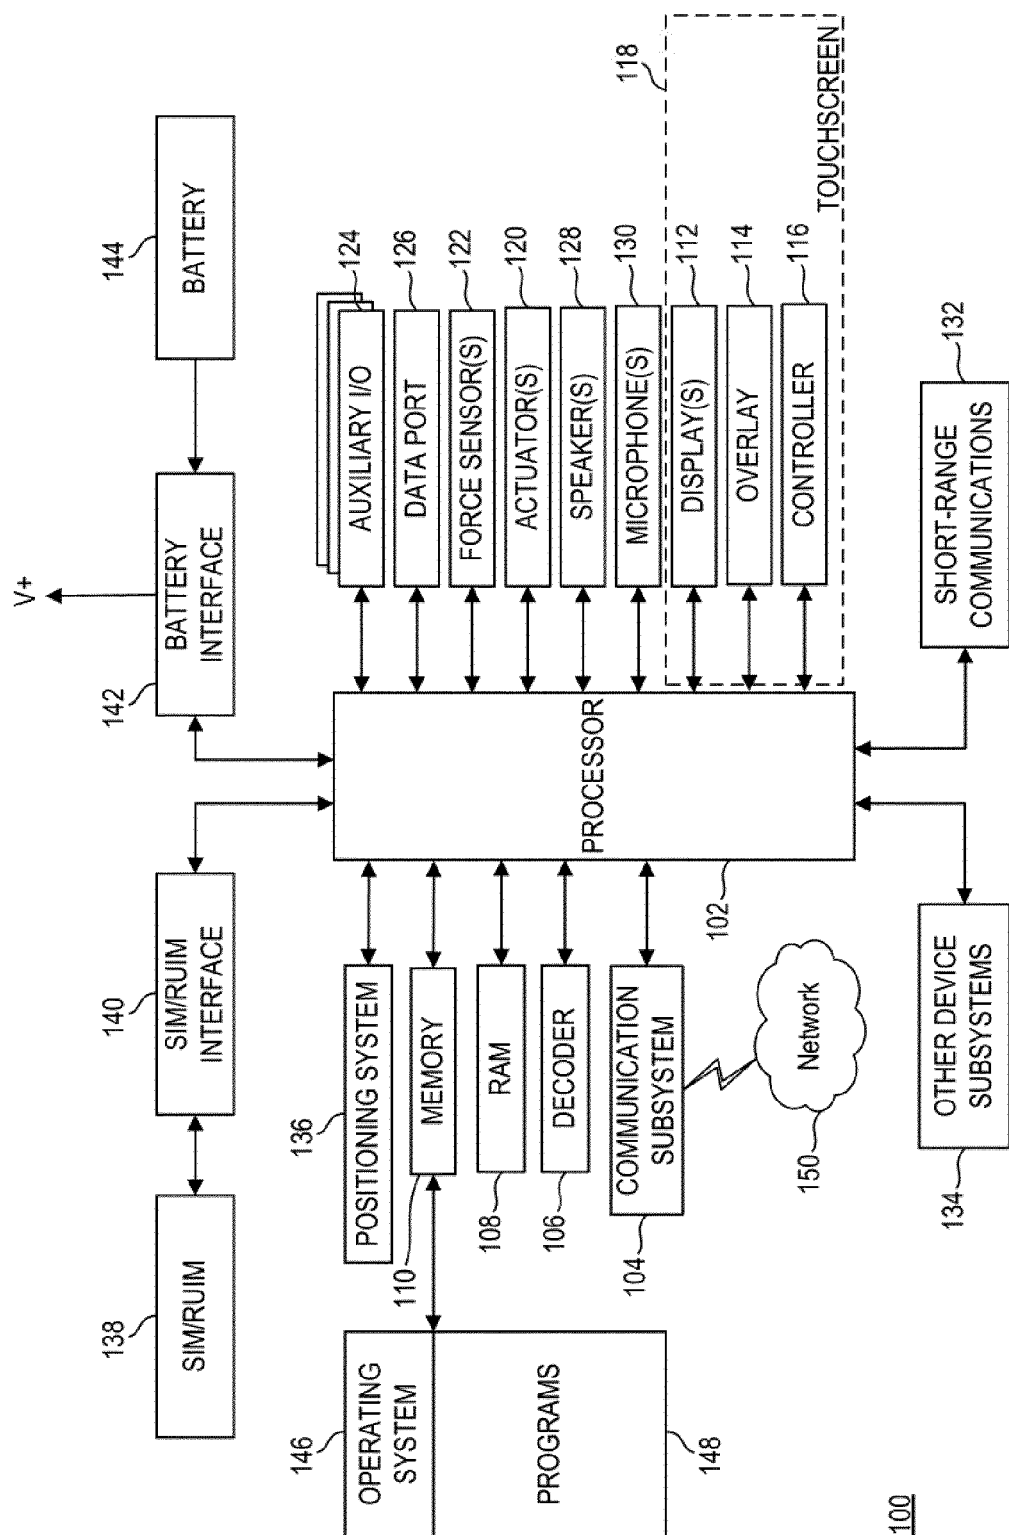 V+
138
SIM/RUIM
140
SIM/RUIM
INTERFACE
142
BATTERY
INTERFACE
144
BATTERY
146
OPERATING
SYSTEM
PROGRAMS
148
136
POSITIONING SYSTEM
110
MEMORY
108
RAM
106
DECODER
104
COMMUNICATION
SUBSYSTEM
150
Network
PROCESSOR
102
AUXILIARY I/O
124
DATA PORT
126
FORCE SENSOR(S)
122
ACTUATOR(S)
120
SPEAKER(S)
128
MICROPHONE(S)
130
118
DISPLAY(S)
112
OVERLAY
114
CONTROLLER
116
TOUCHSCREEN
134
OTHER DEVICE
SUBSYSTEMS
SHORT-RANGE
COMMUNICATIONS
132
100